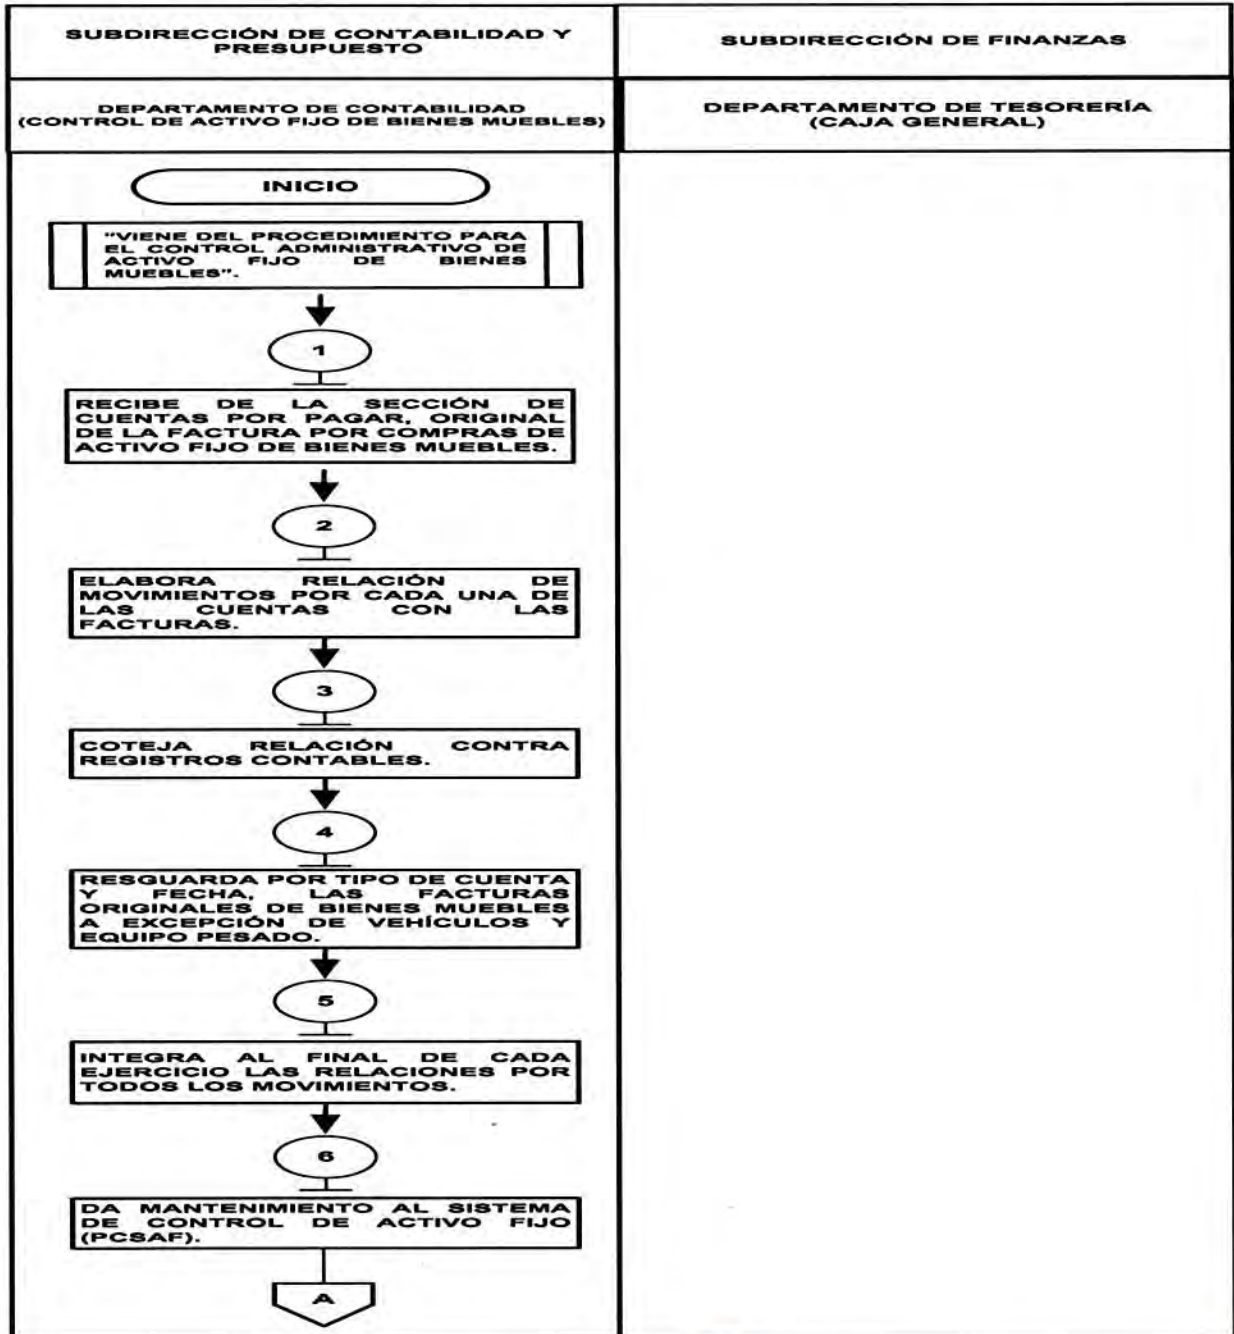 SUBDIRECCIÓN DE CONTABILIDAD Y
PRESUPUESTO
SUBDIRECCIÓN DE FINANZAS
DEPARTAMENTO DE CONTABILIDAD
(CONTROL DE ACTIVO FIJO DE BIENES MUEBLES)
DEPARTAMENTO DE TESORERÍA
(CAJA GENERAL)
INICIO
"VIENE DEL PROCEDIMIENTO PARA
EL CONTROL ADMINISTRATIVO DE
ACTIVO FIJO DE BIENES
MUEBLES".
1
RECIBE DE LA SECCIÓN DE
CUENTAS POR PAGAR, ORIGINAL
DE LA FACTURA POR COMPRAS DE
ACTIVO FIJO DE BIENES MUEBLES.
2
ELABORA RELACIÓN DE
MOVIMIENTOS POR CADA UNA DE
LAS CUENTAS CON LAS
FACTURAS.
3
COTEJA RELACIÓN CONTRA
REGISTROS CONTABLES.
4
RESGUARDA POR TIPO DE CUENTA
Y FECHA, LAS FACTURAS
ORIGINALES DE BIENES MUEBLES
A EXCEPCIÓN DE VEHÍCULOS Y
EQUIPO PESADO.
5
INTEGRA AL FINAL DE CADA
EJERCICIO LAS RELACIONES POR
TODOS LOS MOVIMIENTOS.
6
DA MANTENIMIENTO AL SISTEMA
DE CONTROL DE ACTIVO FIJO
(PCSAF).
A